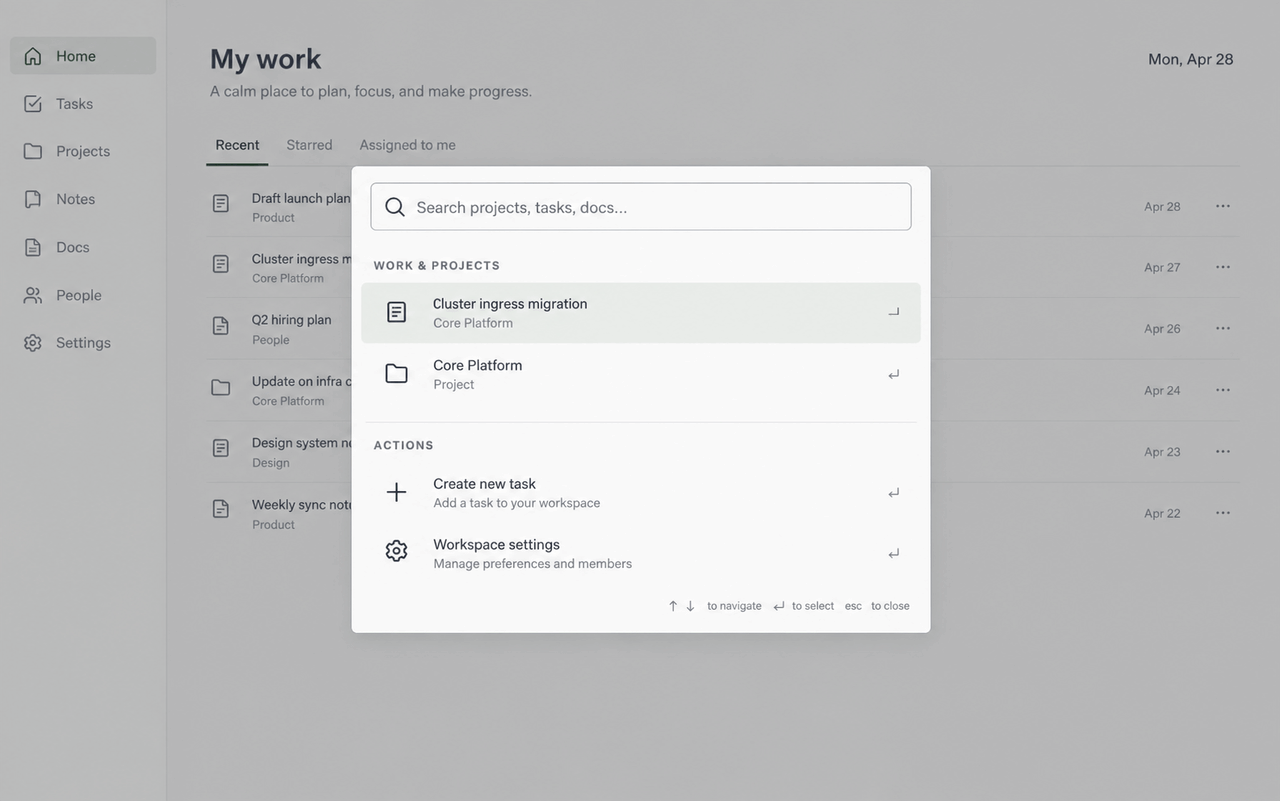 Home
Tasks
Projects
Notes
Docs
People
Settings
My work
Mon, Apr 28
A calm place to plan, focus, and make progress.
Recent Starred Assigned to me
Draft launch plan
Product
Apr 28
Cluster ingress
Core Platform
Apr 27
Q2 hiring plan
People
Apr 26
Update on infra
Core Platform
Apr 24
Design system
Design
Apr 23
Weekly sync
Product
Apr 22
Search projects, tasks, docs...
WORK & PROJECTS
Cluster ingress migration
Core Platform
Core Platform
Project
ACTIONS
Create new task
Add a task to your workspace
Workspace settings
Manage preferences and members
↑ ↓ to navigate ↵ to select esc to close